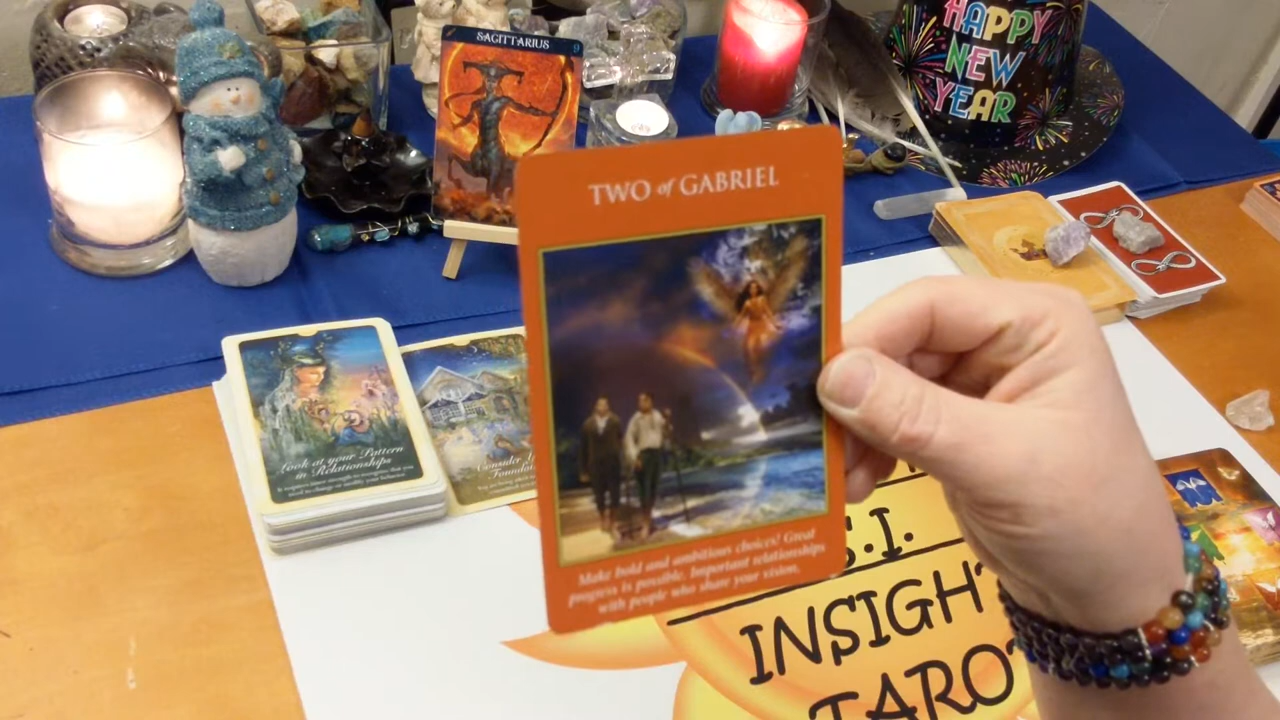 SAGITTARIUS 9
HAPPY
NEW
YEAR
TWO of GABRIEL
Make bold and ambitious choices! Great
progress is possible. Important relationships
with people who share your vision.
Look at your Pattern
in Relationships
Consider
Foundat
S.I.
INSIGHT
TAROT